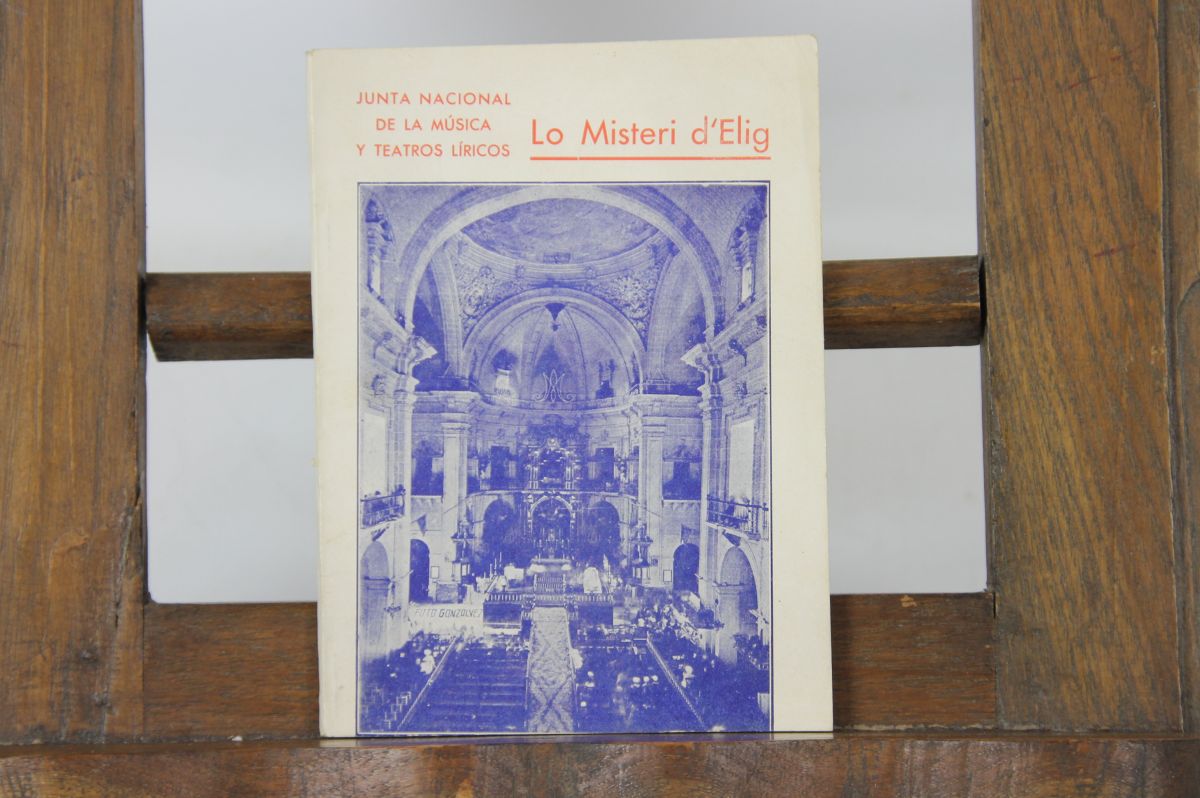 JUNTA NACIONAL
DE LA MÚSICA
Y TEATROS LÍRICOS
Lo Misteri d'Elig
FOTO GONZALVEZ